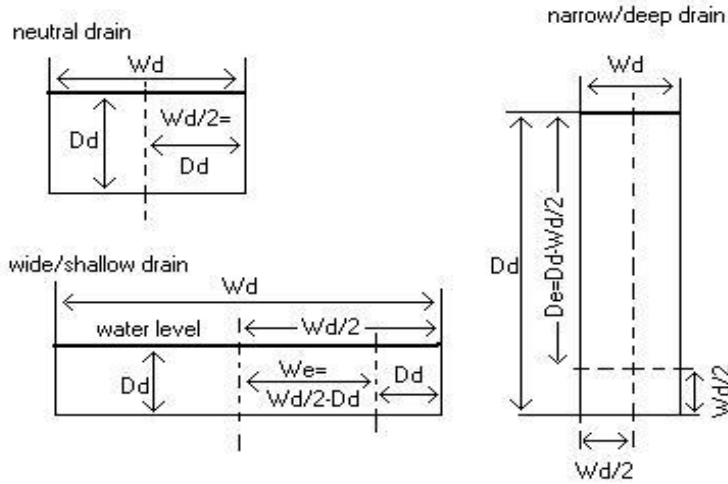 neutral drain
Wd
Wd/2=
Dd
Dd
wide/shallow drain
Wd
water level
Wd/2
Dd
We=
Wd/2-Dd
Dd
narrow/deep drain
Wd
Dd
De=Dd-Wd/2
Wd/2
Wd/2